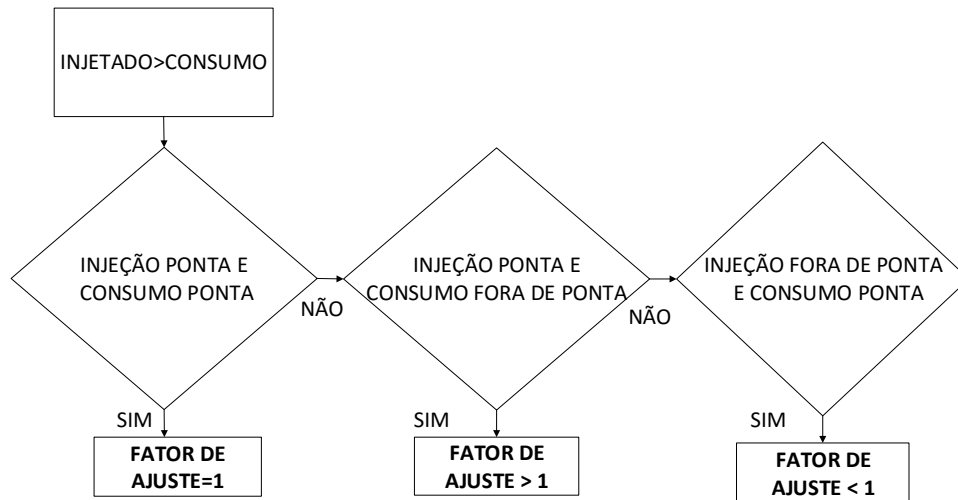 INJETADO>CONSUMO
INJEÇÃO PONTA E
CONSUMO PONTA
NÃO
INJEÇÃO PONTA E
CONSUMO FORA DE PONTA
NÃO
INJEÇÃO FORA DE PONTA
E CONSUMO PONTA
SIM
FATOR DE
AJUSTE=1
SIM
FATOR DE
AJUSTE > 1
SIM
FATOR DE
AJUSTE < 1